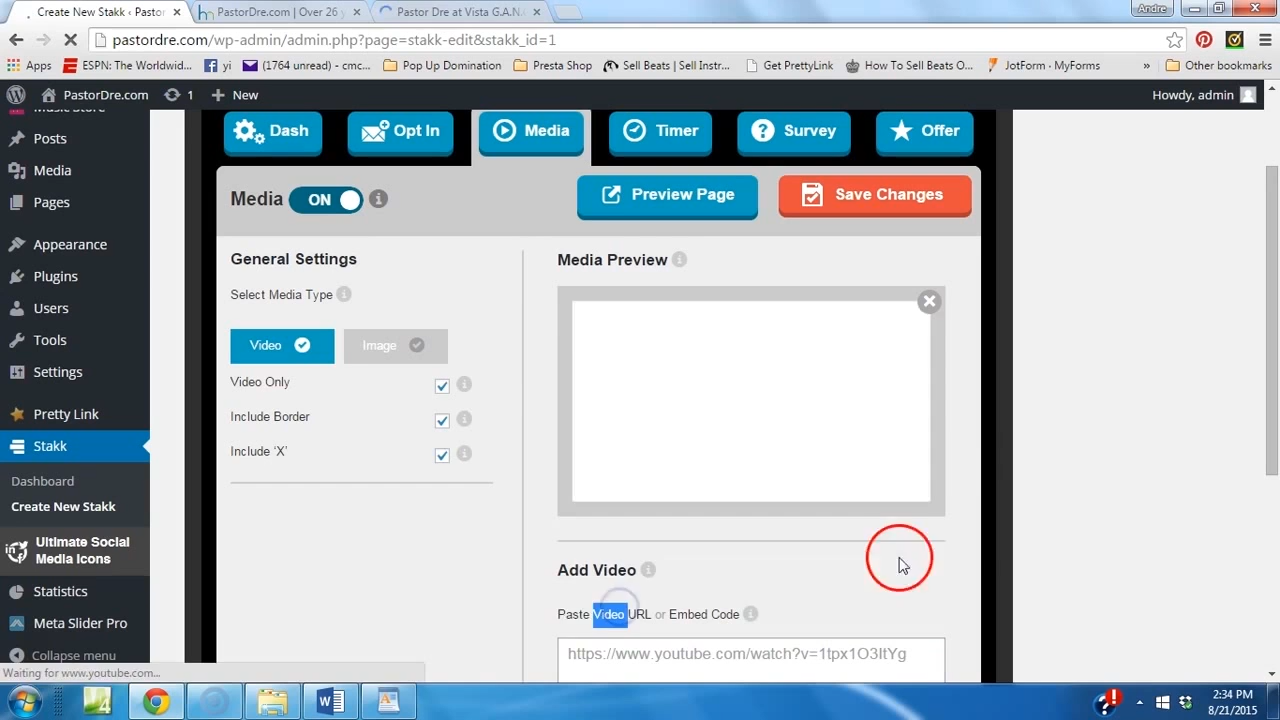 Create New Stakk ‹ Pastor
PastorDre.com | Over 26 y
Pastor Dre at Vista G.A.N.
Andre
pastordre.com/wp-admin/admin.php?page=stakk-edit&stakk_id=1
Apps
ESPN: The Worldwid...
yi
(1764 unread) - cmc...
Pop Up Domination
Presta Shop
Sell Beats | Sell Instr...
Get PrettyLink
How To Sell Beats O...
JotForm - MyForms
»
Other bookmarks
PastorDre.com
1
New
Howdy, admin
Music Store
Posts
Media
Pages
Appearance
Plugins
Users
Tools
Settings
Pretty Link
Stakk
Dashboard
Create New Stakk
Ultimate Social
Media Icons
Statistics
Meta Slider Pro
Collapse menu
Dash
Opt In
Media
Timer
Survey
Offer
Media
ON
Preview Page
Save Changes
General Settings
Select Media Type
Video
Image
Video Only
Include Border
Include 'X'
Media Preview
Add Video
Paste Video URL or Embed Code
https://www.youtube.com/watch?v=1tpx1O3ItYg
Waiting for www.youtube.com...
2:34 PM
8/21/2015